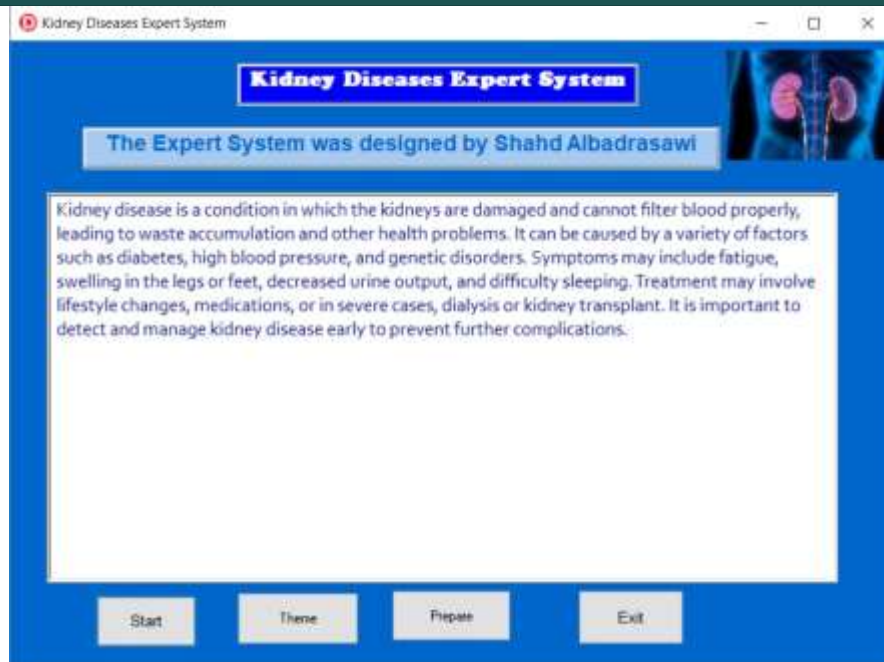 Kidney Diseases Expert System
Kidney Diseases Expert System
The Expert System was designed by Shahd Albadrasawi
Kidney disease is a condition in which the kidneys are damaged and cannot filter blood properly,
leading to waste accumulation and other health problems. It can be caused by a variety of factors
such as diabetes, high blood pressure, and genetic disorders. Symptoms may include fatigue,
swelling in the legs or feet, decreased urine output, and difficulty sleeping. Treatment may involve
lifestyle changes, medications, or in severe cases, dialysis or kidney transplant. It is important to
detect and manage kidney disease early to prevent further complications.
Start Theme Prepare Exit